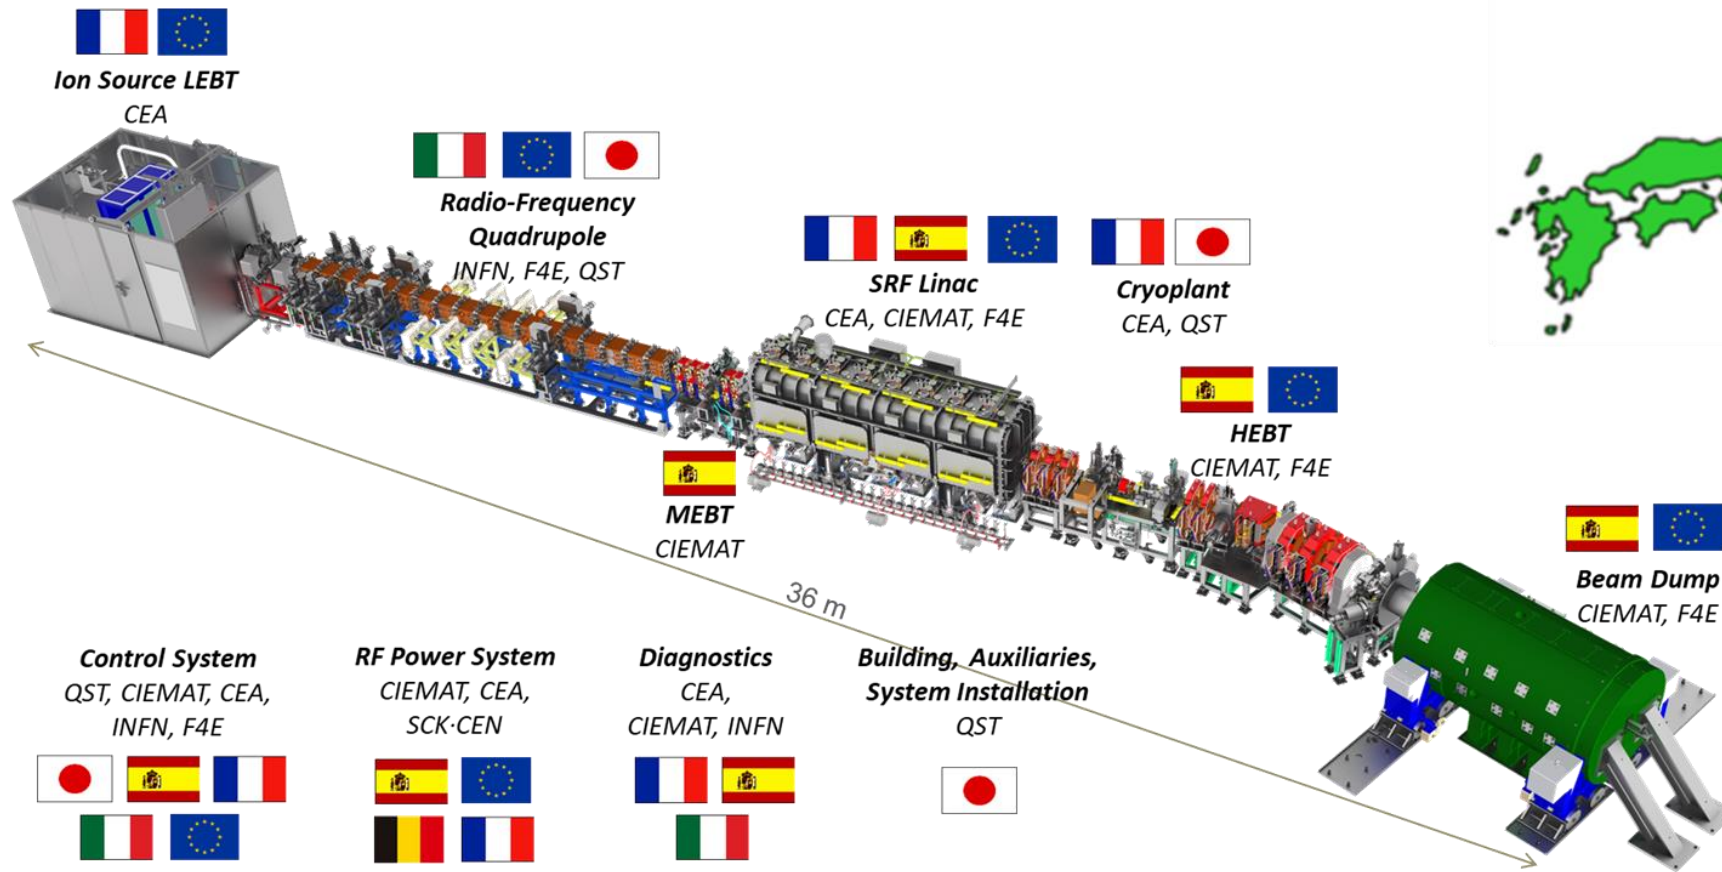 Ion Source LEBT
CEA
Radio-Frequency
Quadrupole
INFN, F4E, QST
SRF Linac
CEA, CIEMAT, F4E
Cryoplant
CEA, QST
HEBT
CIEMAT, F4E
MEBT
CIEMAT
Beam Dump
CIEMAT, F4E
36 m
Control System
QST, CIEMAT, CEA,
INFN, F4E
RF Power System
CIEMAT, CEA,
SCK·CEN
Diagnostics
CEA,
CIEMAT, INFN
Building, Auxiliaries,
System Installation
QST